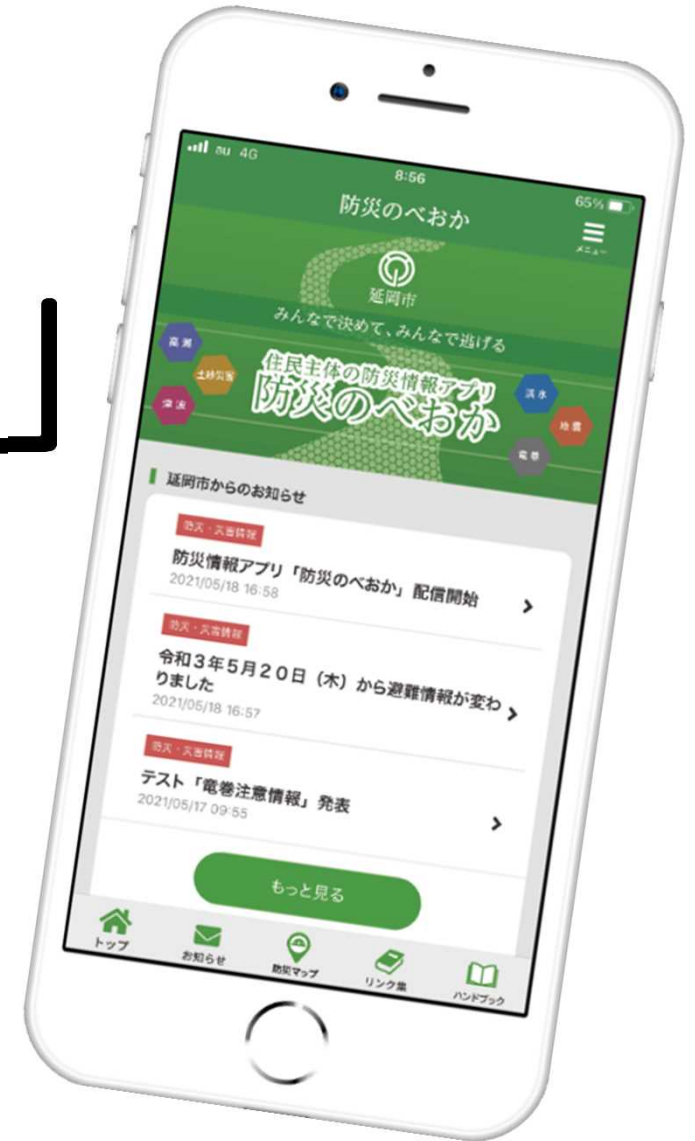 au 4G
8:56
65%
防災のべおか
メニュー
延岡市
みんなで決めて、みんなで逃げる
高潮
土砂災害
津波
住民主体の防災情報アプリ
防災のべおか
洪水
地震
竜巻
延岡市からのお知らせ
防災・災害情報
防災情報アプリ「防災のべおか」配信開始
2021/05/18 16:58
防災・災害情報
令和3年5月20日（木）から避難情報が変わ
りました
2021/05/18 16:57
防災・災害情報
テスト「竜巻注意情報」発表
2021/05/17 09:55
もっと見る
トップ
お知らせ
防災マップ
リンク集
ハンドブック